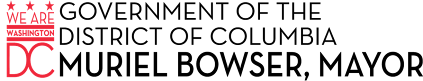 WE ARE
WASHINGTON
DC
GOVERNMENT OF THE
DISTRICT OF COLUMBIA
MURIEL BOWSER, MAYOR